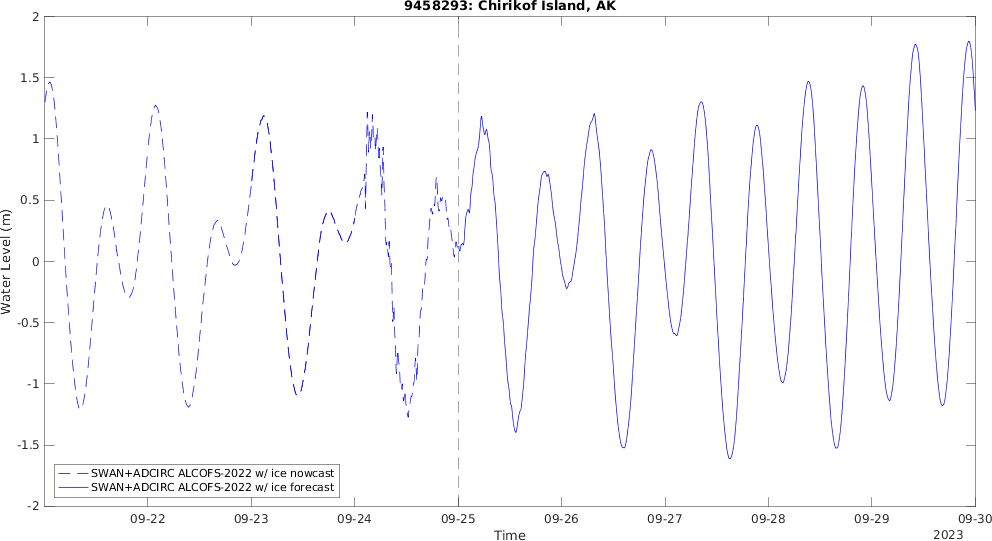 9458293: Chirikof Island, AK
2
1.5
1
0.5
0
-0.5
-1
-1.5
-2
Water Level (m)
SWAN+ADCIRC ALCOFS-2022 w/ ice nowcast
SWAN+ADCIRC ALCOFS-2022 w/ ice forecast
09-22 09-23 09-24 09-25 09-26 09-27 09-28 09-29 09-30
Time
2023